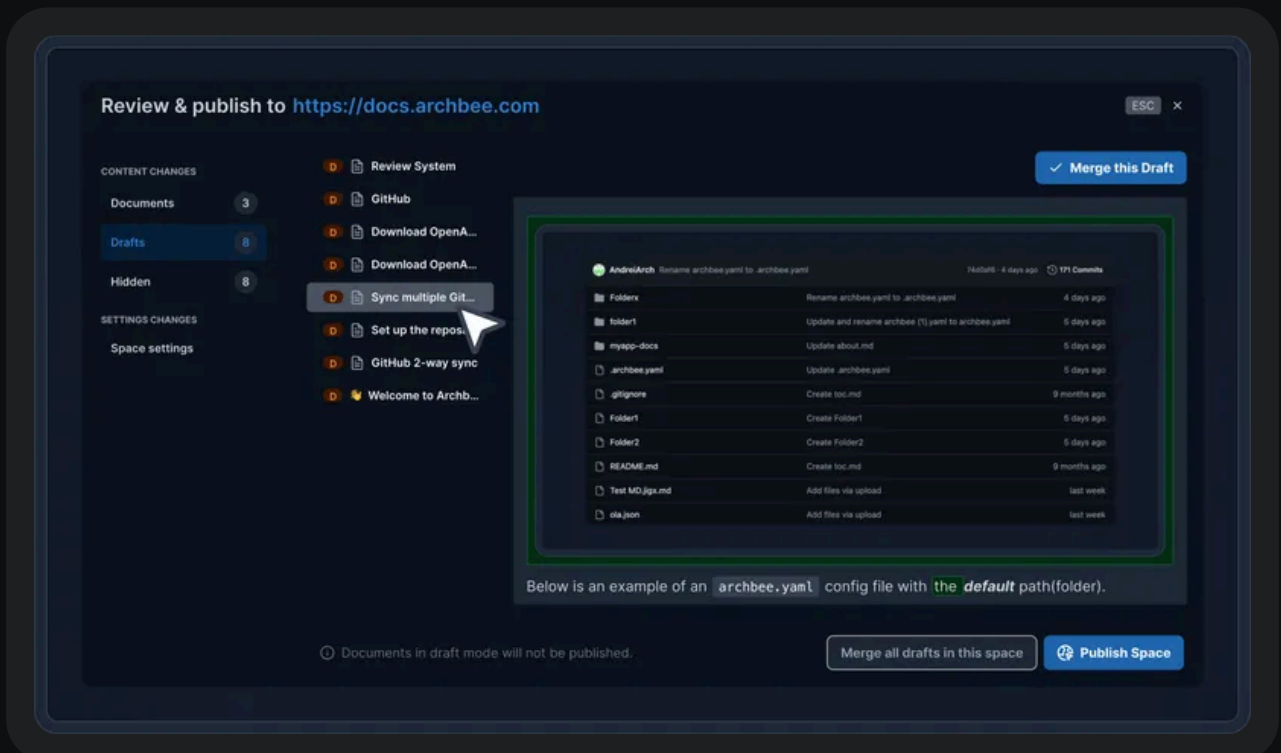 Review & publish to https://docs.archbee.com
ESC
CONTENT CHANGES
Documents 3
Drafts 8
Hidden 8
SETTINGS CHANGES
Space settings
D Review System
D GitHub
D Download OpenA...
D Download OpenA...
D Sync multiple Git...
D Set up the repos
D GitHub 2-way sync
D 👋 Welcome to Archb...
Merge this Draft
AndreiArch Rename archbee.yaml to .archbee.yaml 4 days ago 171 Commits
Folderx Rename archbee.yaml to .archbee.yaml 4 days ago
folder1 Update and rename archbee (1).yaml to archbee.yaml 5 days ago
myapp-docs Update about.md 5 days ago
.archbee.yaml Update .archbee.yaml 5 days ago
.gitignore Create toc.md 9 months ago
Folder1 Create Folder1 5 days ago
Folder2 Create Folder2 5 days ago
README.md Create toc.md 9 months ago
Test MD.jigx.md Add files via upload last week
ola.json Add files via upload last week
Below is an example of an archbee.yaml config file with the default path(folder).
Documents in draft mode will not be published.
Merge all drafts in this space
Publish Space